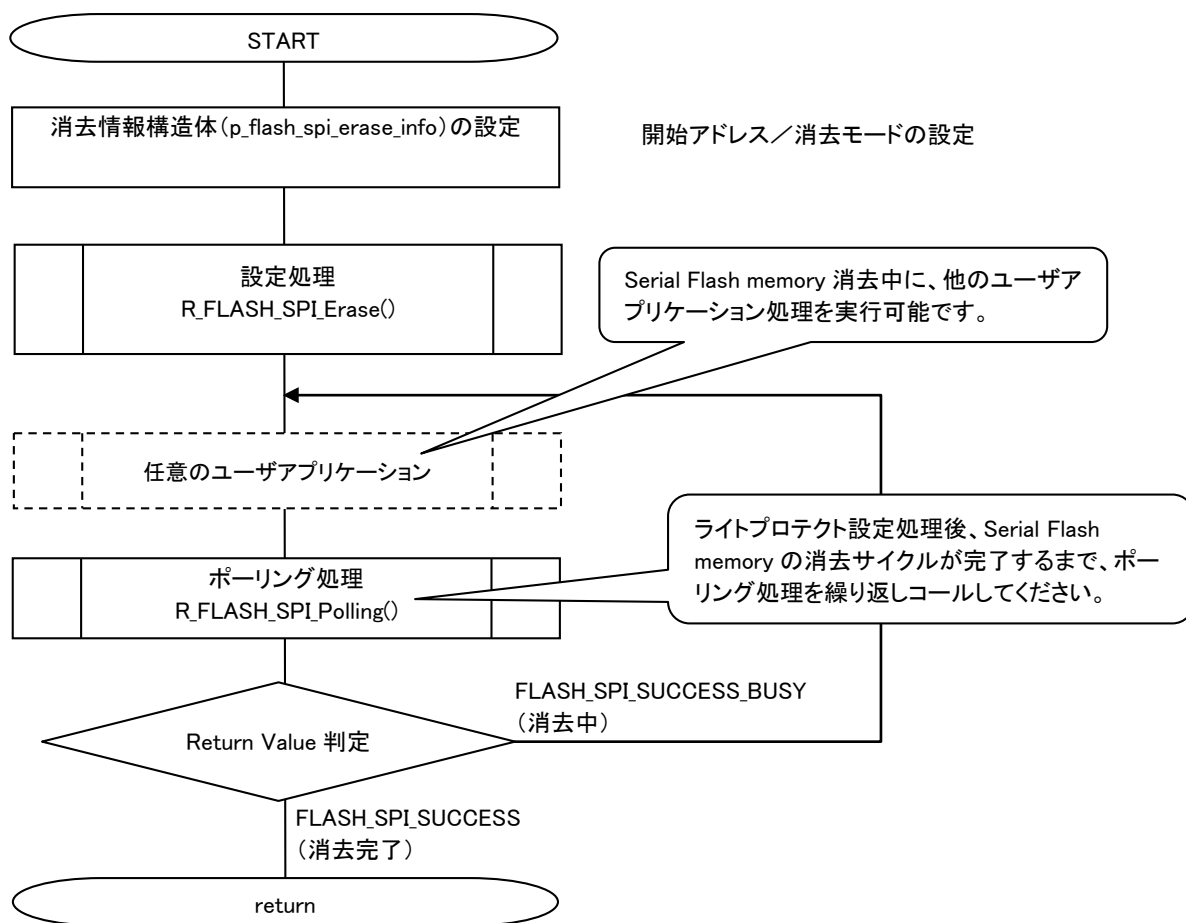 START
消去情報構造体（p_flash_spi_erase_info）の設定
開始アドレス／消去モードの設定
設定処理
R_FLASH_SPI_Erase()
Serial Flash memory 消去中に、他のユーザア
プリケーション処理を実行可能です。
任意のユーザアプリケーション
ライトプロテクト設定処理後、Serial Flash
memory の消去サイクルが完了するまで、ポー
リング処理を繰り返しコールしてください。
ポーリング処理
R_FLASH_SPI_Polling()
FLASH_SPI_SUCCESS_BUSY
（消去中）
Return Value 判定
FLASH_SPI_SUCCESS
（消去完了）
return